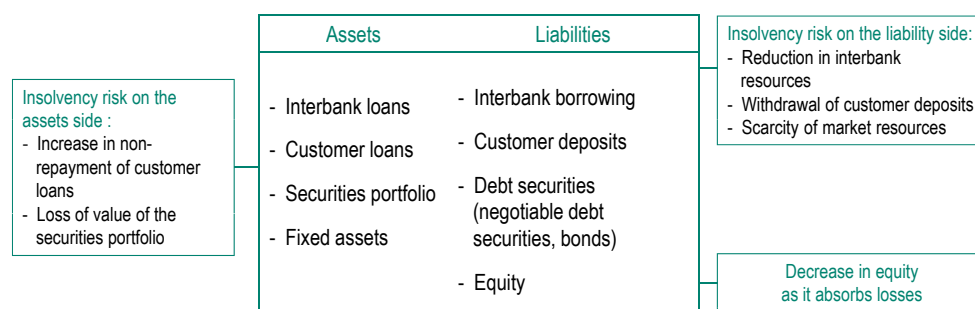 Insolvency risk on the
assets side :
- Increase in non-
repayment of customer
loans
- Loss of value of the
securities portfolio
Assets
- Interbank loans
- Customer loans
- Securities portfolio
- Fixed assets
Liabilities
- Interbank borrowing
- Customer deposits
- Debt securities
(negotiable debt
securities, bonds)
- Equity
Insolvency risk on the liability side:
- Reduction in interbank
resources
- Withdrawal of customer deposits
- Scarcity of market resources
Decrease in equity
as it absorbs losses